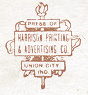 PRESS OF
HARRISON PRINTING
& ADVERTISING CO.
UNION CITY
IND.